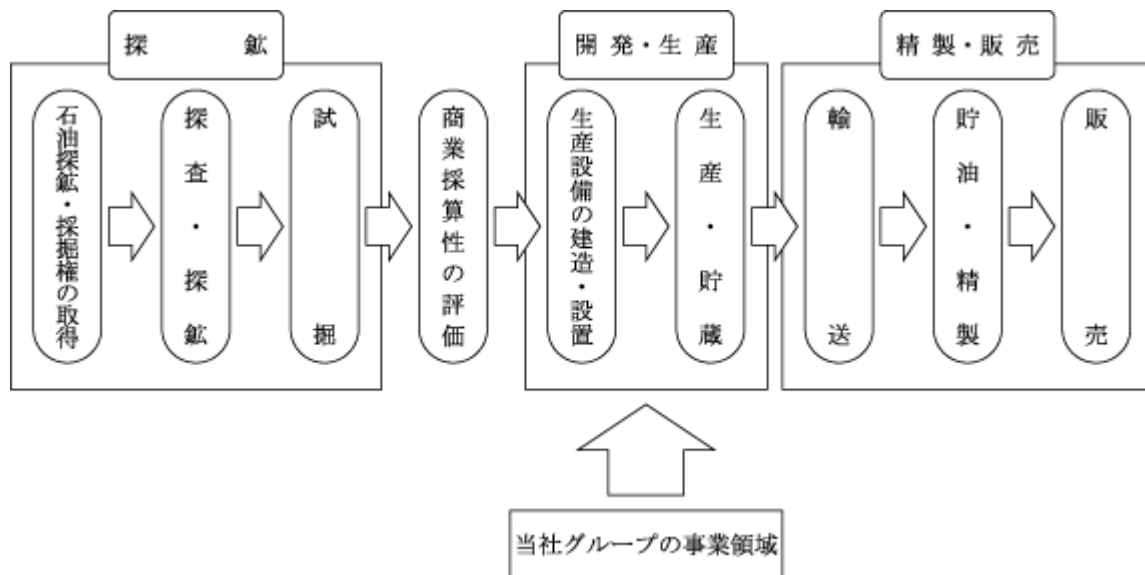 探鉱
開発・生産
精製・販売
石油探鉱・採掘権の取得
探査・探鉱
試掘
商業採算性の評価
生産設備の建造・設置
生産・貯蔵
輸送
貯油・精製
販売
当社グループの事業領域